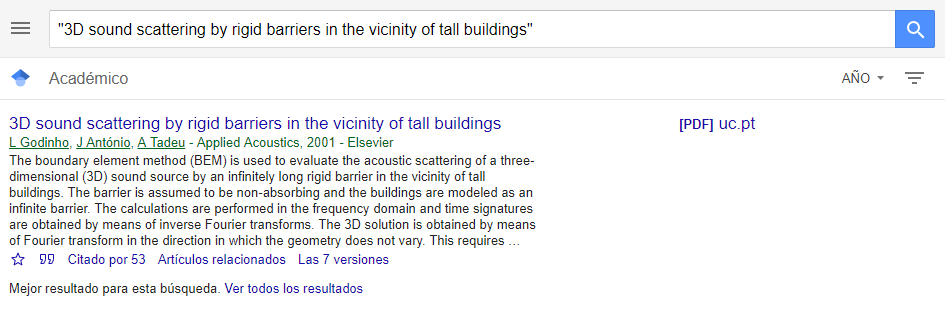 "3D sound scattering by rigid barriers in the vicinity of tall buildings"
Académico
AÑO
3D sound scattering by rigid barriers in the vicinity of tall buildings
[PDF] uc.pt
L Godinho, J António, A Tadeu - Applied Acoustics, 2001 - Elsevier
The boundary element method (BEM) is used to evaluate the acoustic scattering of a three-
dimensional (3D) sound source by an infinitely long rigid barrier in the vicinity of tall
buildings. The barrier is assumed to be non-absorbing and the buildings are modeled as an
infinite barrier. The calculations are performed in the frequency domain and time signatures
are obtained by means of inverse Fourier transforms. The 3D solution is obtained by means
of Fourier transform in the direction in which the geometry does not vary. This requires …
Citado por 53 Artículos relacionados Las 7 versiones
Mejor resultado para esta búsqueda. Ver todos los resultados